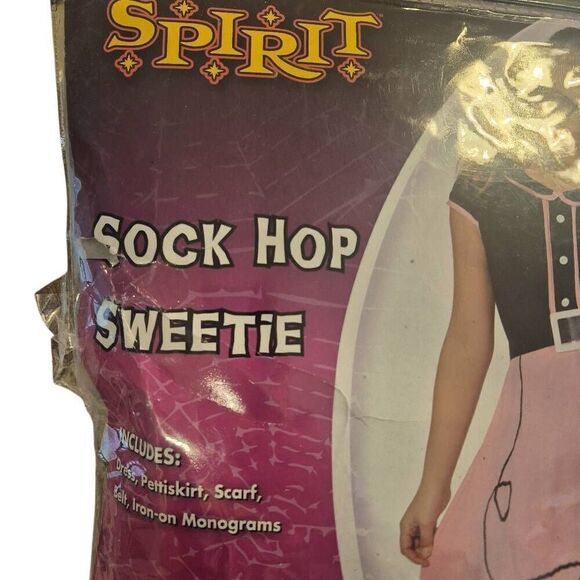 SPIRIT
SOCK HOP
SWEETiE
INCLUDES:
Dress, Pettiskirt, Scarf,
Belt, Iron-on Monograms